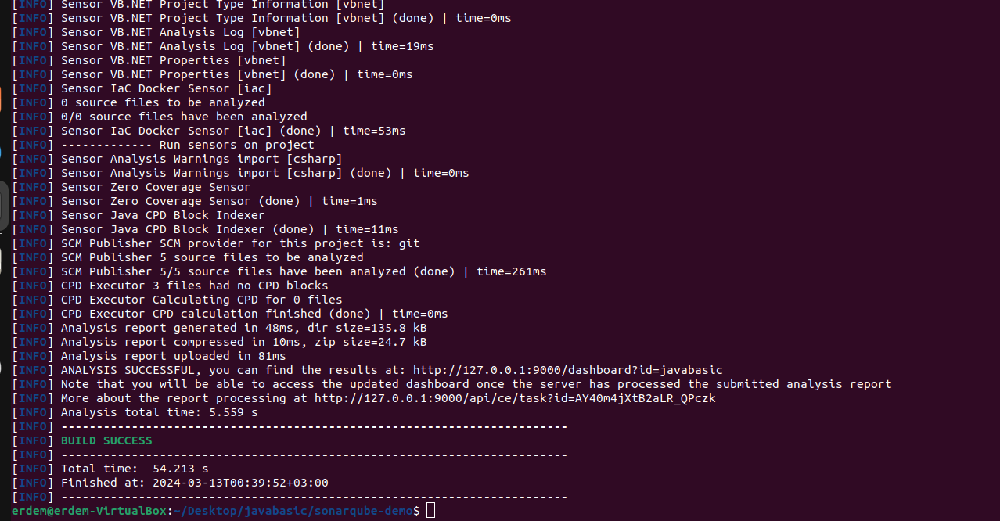 [INFO] Sensor VB.NET Project Type Information [vbnet]
[INFO] Sensor VB.NET Project Type Information [vbnet] (done) | time=0ms
[INFO] Sensor VB.NET Analysis Log [vbnet]
[INFO] Sensor VB.NET Analysis Log [vbnet] (done) | time=19ms
[INFO] Sensor VB.NET Properties [vbnet]
[INFO] Sensor VB.NET Properties [vbnet] (done) | time=0ms
[INFO] Sensor IaC Docker Sensor [iac]
[INFO] 0 source files to be analyzed
[INFO] 0/0 source files have been analyzed
[INFO] Sensor IaC Docker Sensor [iac] (done) | time=53ms
[INFO] ------------- Run sensors on project
[INFO] Sensor Analysis Warnings import [csharp]
[INFO] Sensor Analysis Warnings import [csharp] (done) | time=0ms
[INFO] Sensor Zero Coverage Sensor
[INFO] Sensor Zero Coverage Sensor (done) | time=1ms
[INFO] Sensor Java CPD Block Indexer
[INFO] Sensor Java CPD Block Indexer (done) | time=11ms
[INFO] SCM Publisher SCM provider for this project is: git
[INFO] SCM Publisher 5 source files to be analyzed
[INFO] SCM Publisher 5/5 source files have been analyzed (done) | time=261ms
[INFO] CPD Executor 3 files had no CPD blocks
[INFO] CPD Executor Calculating CPD for 0 files
[INFO] CPD Executor CPD calculation finished (done) | time=0ms
[INFO] Analysis report generated in 48ms, dir size=135.8 kB
[INFO] Analysis report compressed in 10ms, zip size=24.7 kB
[INFO] Analysis report uploaded in 81ms
[INFO] ANALYSIS SUCCESSFUL, you can find the results at: http://127.0.0.1:9000/dashboard?id=javabasic
[INFO] Note that you will be able to access the updated dashboard once the server has processed the submitted analysis report
[INFO] More about the report processing at http://127.0.0.1:9000/api/ce/task?id=AY40m4jXtB2aLR_QPczk
[INFO] Analysis total time: 5.559 s
[INFO] ------------------------------------------------------------------------
[INFO] BUILD SUCCESS
[INFO] ------------------------------------------------------------------------
[INFO] Total time:  54.213 s
[INFO] Finished at: 2024-03-13T00:39:52+03:00
[INFO] ------------------------------------------------------------------------
erdem@erdem-VirtualBox:~/Desktop/javabasic/sonarqube-demo$